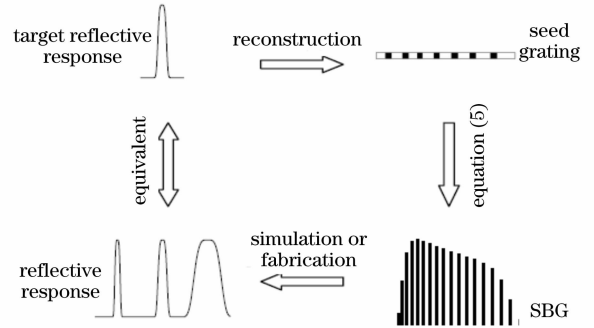 target reflective
response
reconstruction
seed
grating
equivalent
equation (5)
simulation or
fabrication
reflective
response
SBG